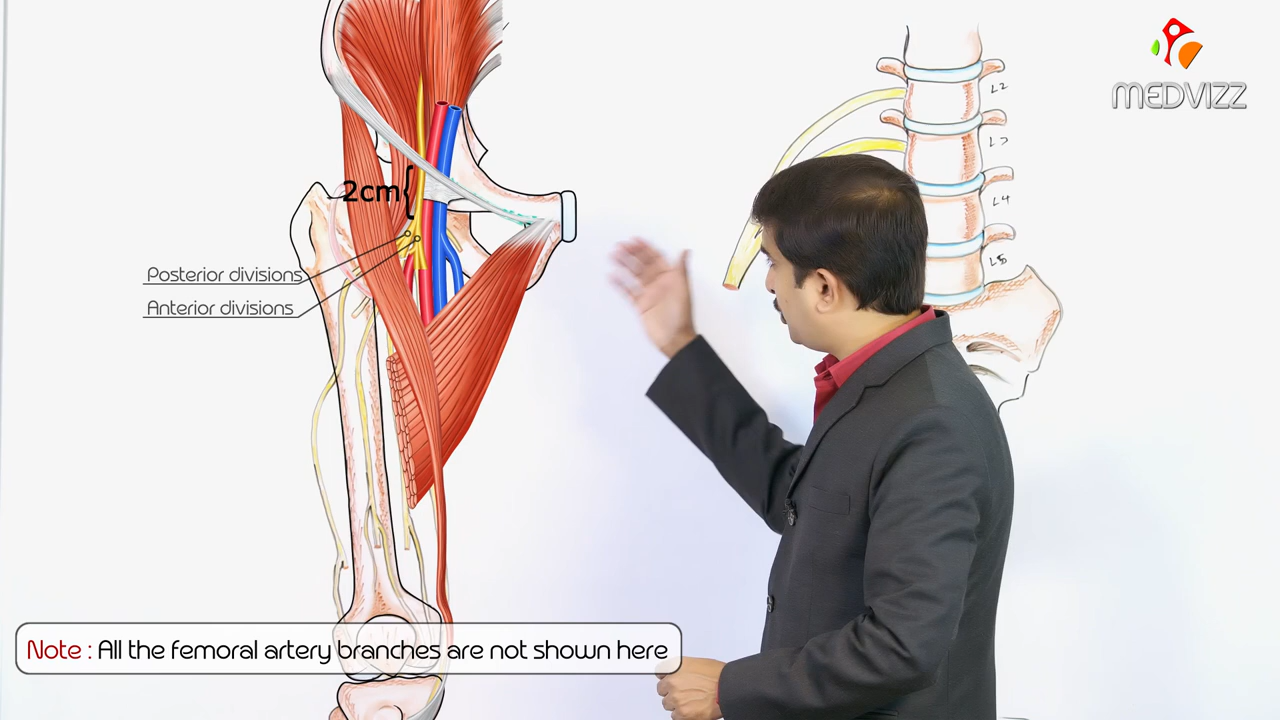 MEDVIZZ
L2
L3
2cm
L4
L5
Posterior divisions
Anterior divisions
Note : All the femoral artery branches are not shown here